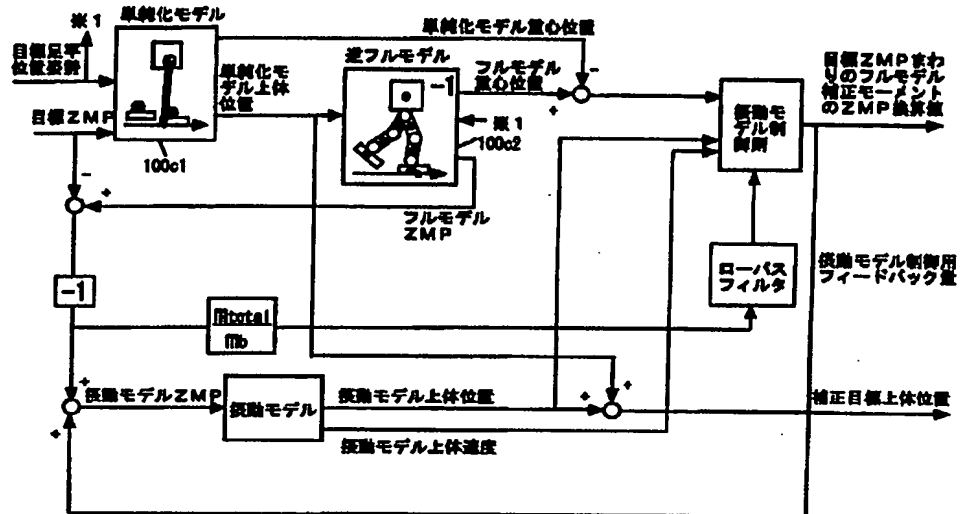 ※1
単純化モデル
目標足平
位置姿勢
目標ZMP
100c1
単純化モデル重心位置
単純化モ
デル上体
位置
逆フルモデル
-1
フルモデル
重心位置
※1
100c2
フルモデル
ZMP
摂動モ
デル制
御則
目標ZMPまわ
りのフルモデル
補正モーメント
のZMP換算値
ローパス
フィルタ
摂動モデル制御用
フィードバック量
-1
mtotal
mb
摂動モデルZMP
摂動モデル
摂動モデル上体位置
摂動モデル上体速度
補正目標上体位置
-
+
-
+
+
+
+
+
+